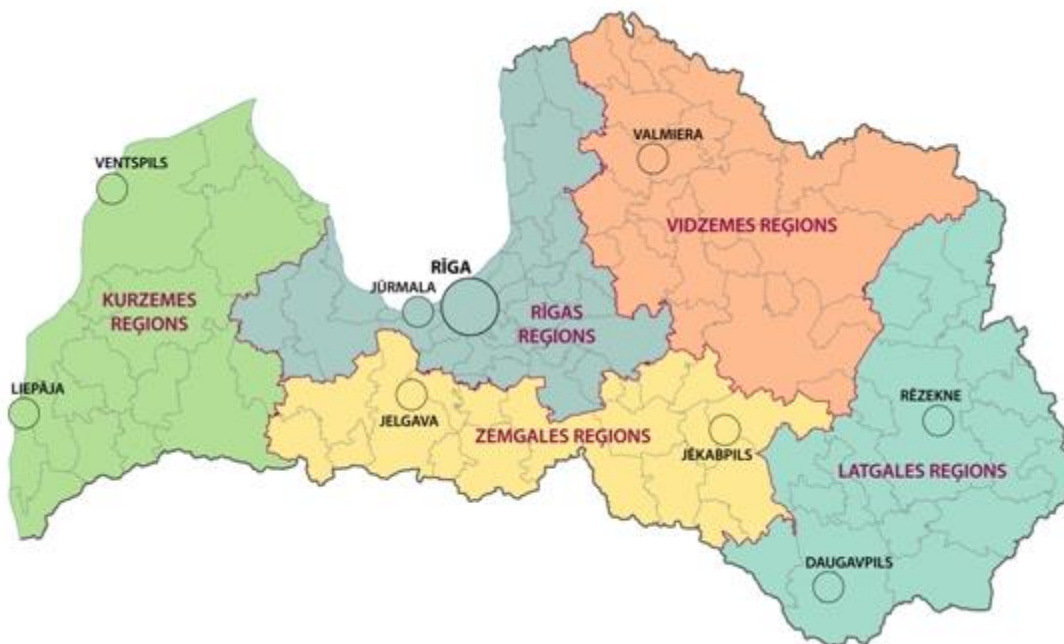 VALMIERA
VENTSPILS
VIDZEMES REĢIONS
RĪGA
JŪRMALA
KURZEMES
REĢIONS
RĪGAS
REĢIONS
LIEPĀJA
JELGAVA
RĒZEKNE
ZEMGALES REĢIONS
JĒKABPILS
LATGALES REĢIONS
DAUGAVPILS